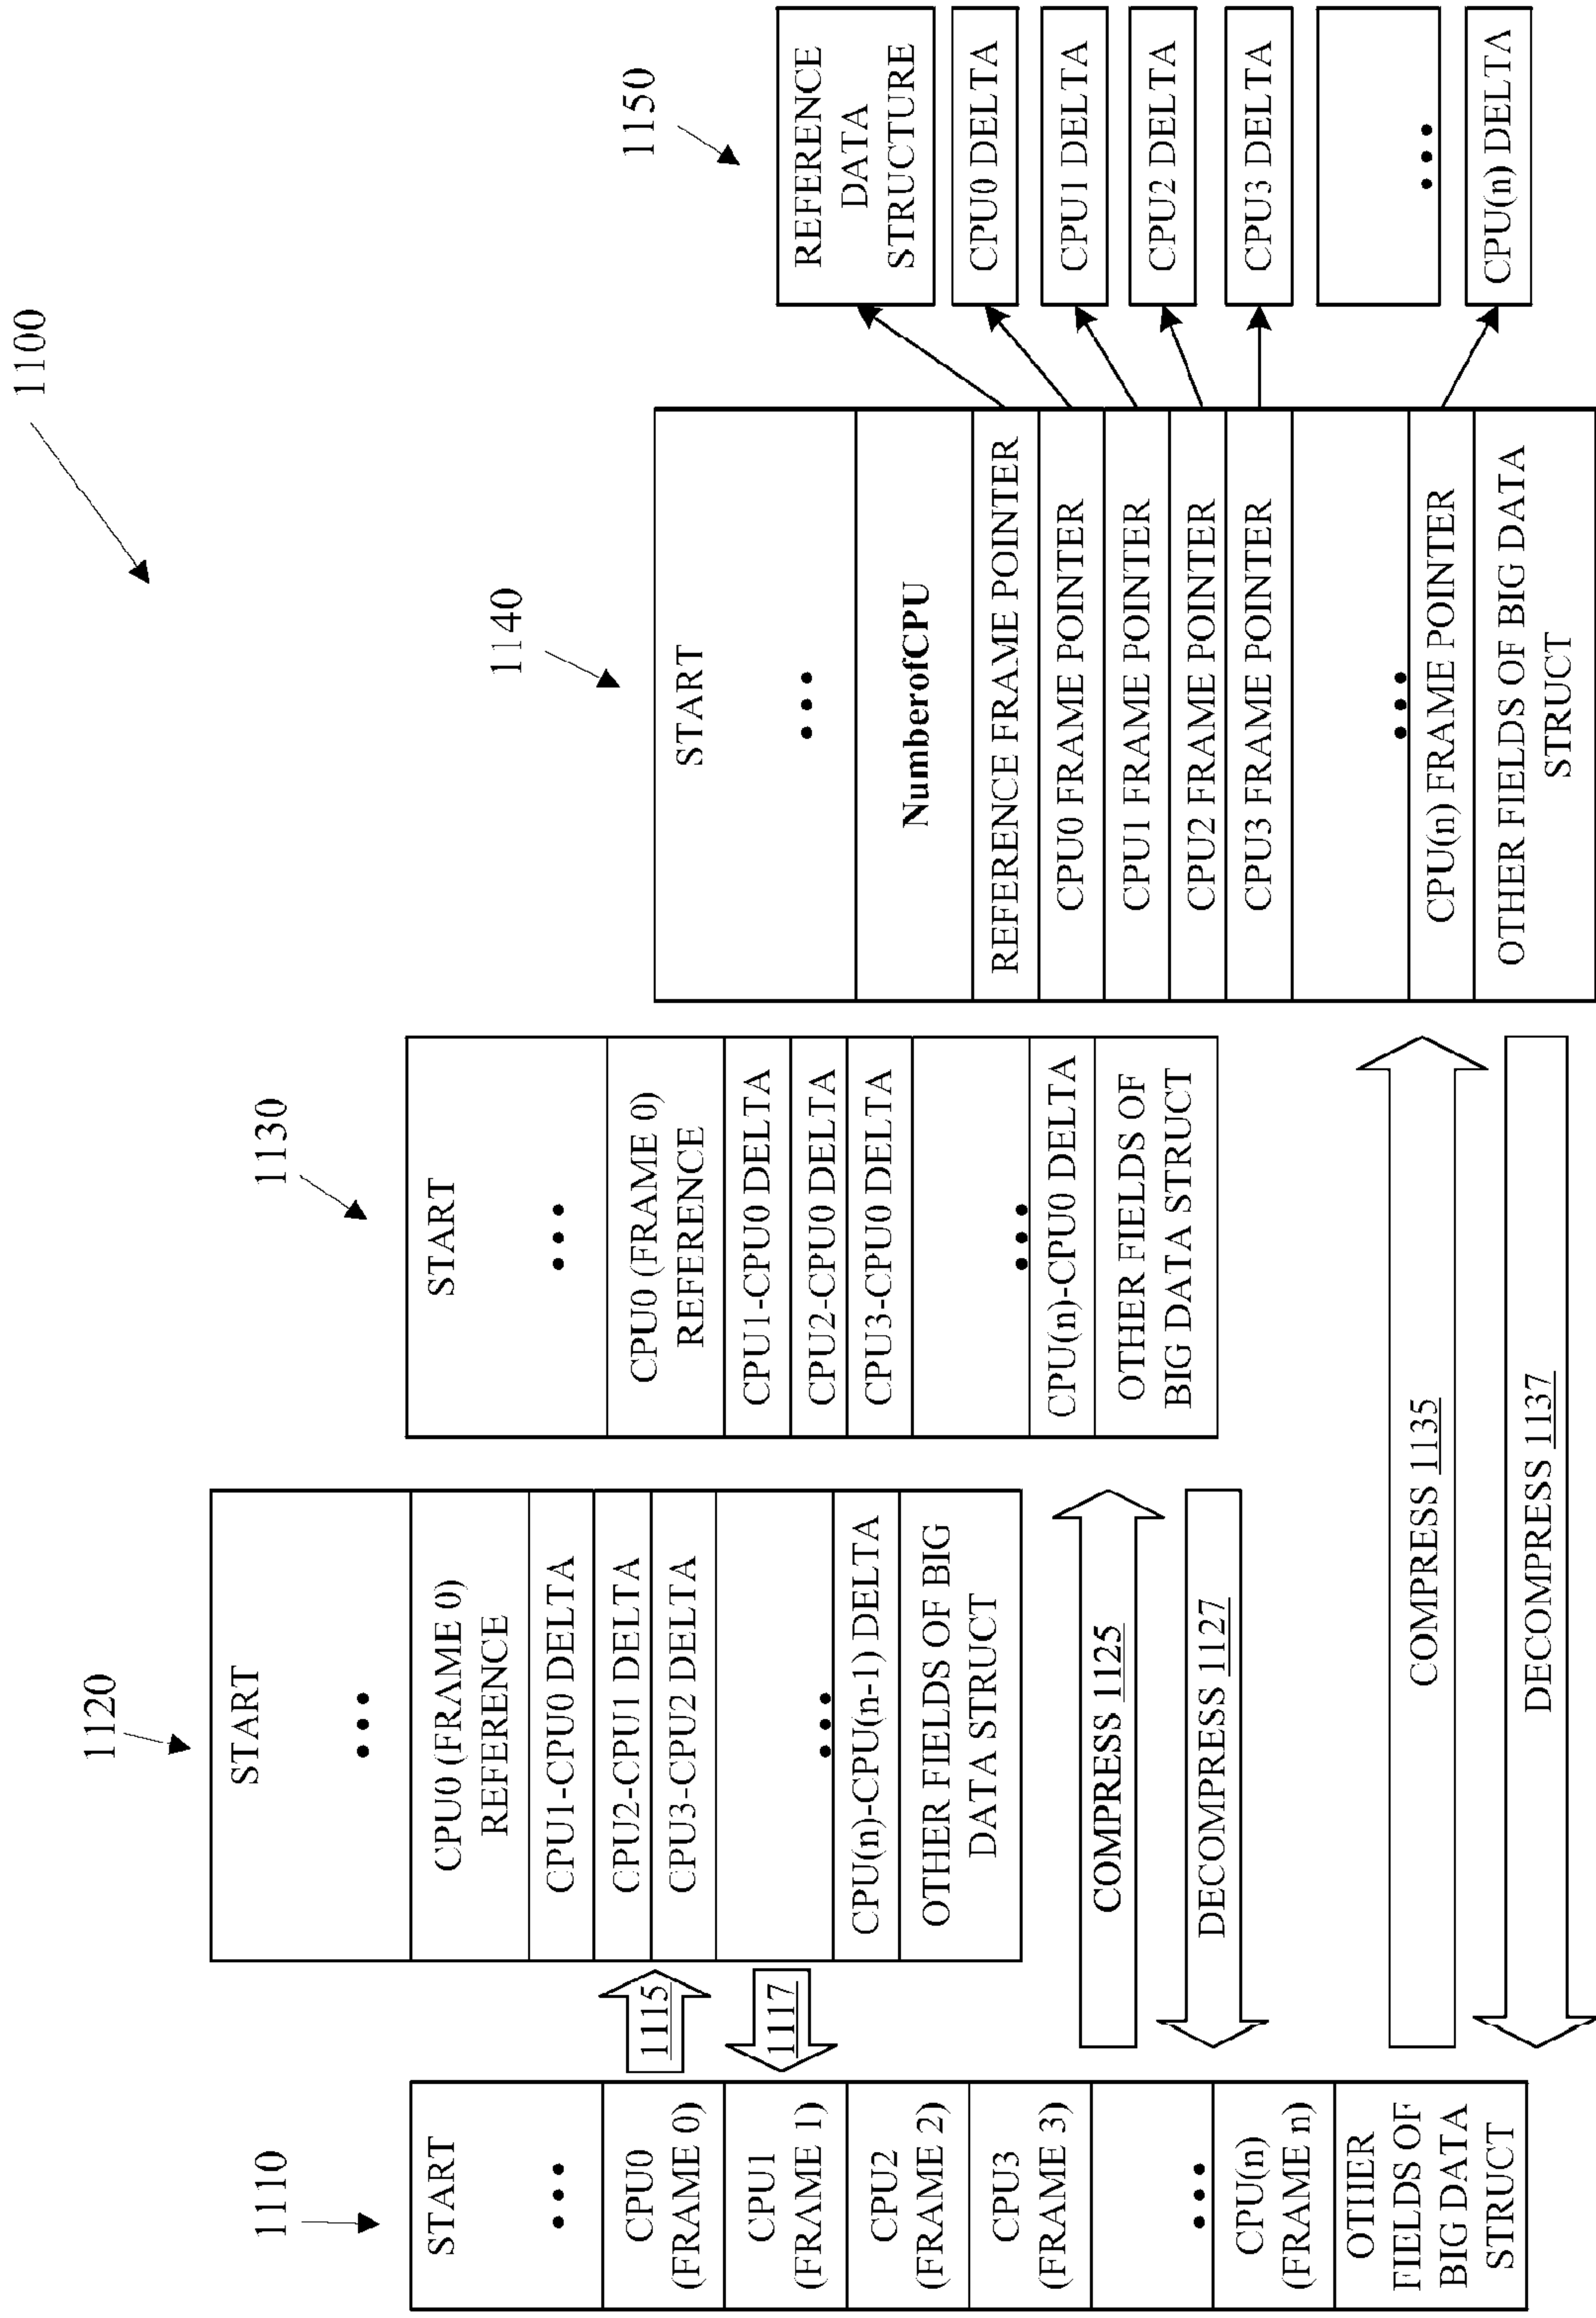 1100
1110
START
...
CPU0
(FRAME 0)
CPU1
(FRAME 1)
CPU2
(FRAME 2)
CPU3
(FRAME 3)
...
CPU(n)
(FRAME n)
OTHER
FIELDS OF
BIG DATA
STRUCT
1115
1117
1120
START
...
CPU0 (FRAME 0)
REFERENCE
CPU1-CPU0 DELTA
CPU2-CPU1 DELTA
CPU3-CPU2 DELTA
...
CPU(n)-CPU(n-1) DELTA
OTHER FIELDS OF BIG
DATA STRUCT
COMPRESS 1125
DECOMPRESS 1127
1130
START
...
CPU0 (FRAME 0)
REFERENCE
CPU1-CPU0 DELTA
CPU2-CPU0 DELTA
CPU3-CPU0 DELTA
...
CPU(n)-CPU0 DELTA
OTHER FIELDS OF
BIG DATA STRUCT
COMPRESS 1135
DECOMPRESS 1137
1140
START
...
NumberofCPU
REFERENCE FRAME POINTER
CPU0 FRAME POINTER
CPU1 FRAME POINTER
CPU2 FRAME POINTER
CPU3 FRAME POINTER
...
CPU(n) FRAME POINTER
OTHER FIELDS OF BIG DATA
STRUCT
1150
REFERENCE
DATA
STRUCTURE
CPU0 DELTA
CPU1 DELTA
CPU2 DELTA
CPU3 DELTA
...
CPU(n) DELTA